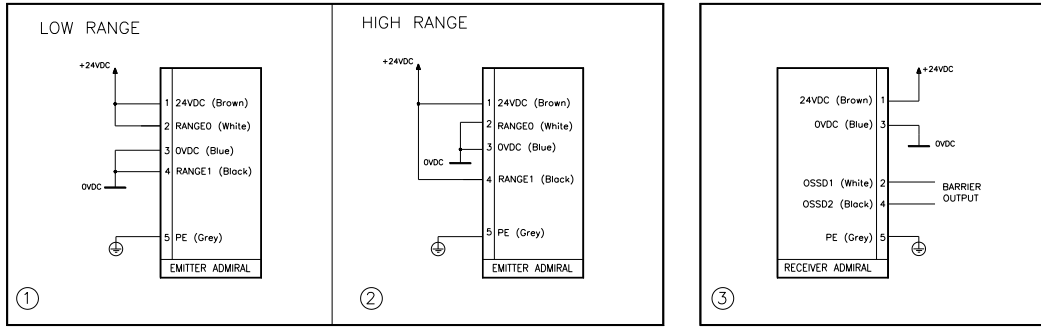 LOW RANGE
+24VDC
1 24VDC (Brown)
2 RANGE0 (White)
3 0VDC (Blue)
4 RANGE1 (Black)
0VDC
5 PE (Grey)
EMITTER ADMIRAL
1
HIGH RANGE
+24VDC
1 24VDC (Brown)
2 RANGE0 (White)
3 0VDC (Blue)
0VDC
4 RANGE1 (Black)
5 PE (Grey)
EMITTER ADMIRAL
2
+24VDC
24VDC (Brown) 1
0VDC (Blue) 3
0VDC
OSSD1 (White) 2
OSSD2 (Black) 4
BARRIER
OUTPUT
PE (Grey) 5
RECEIVER ADMIRAL
3